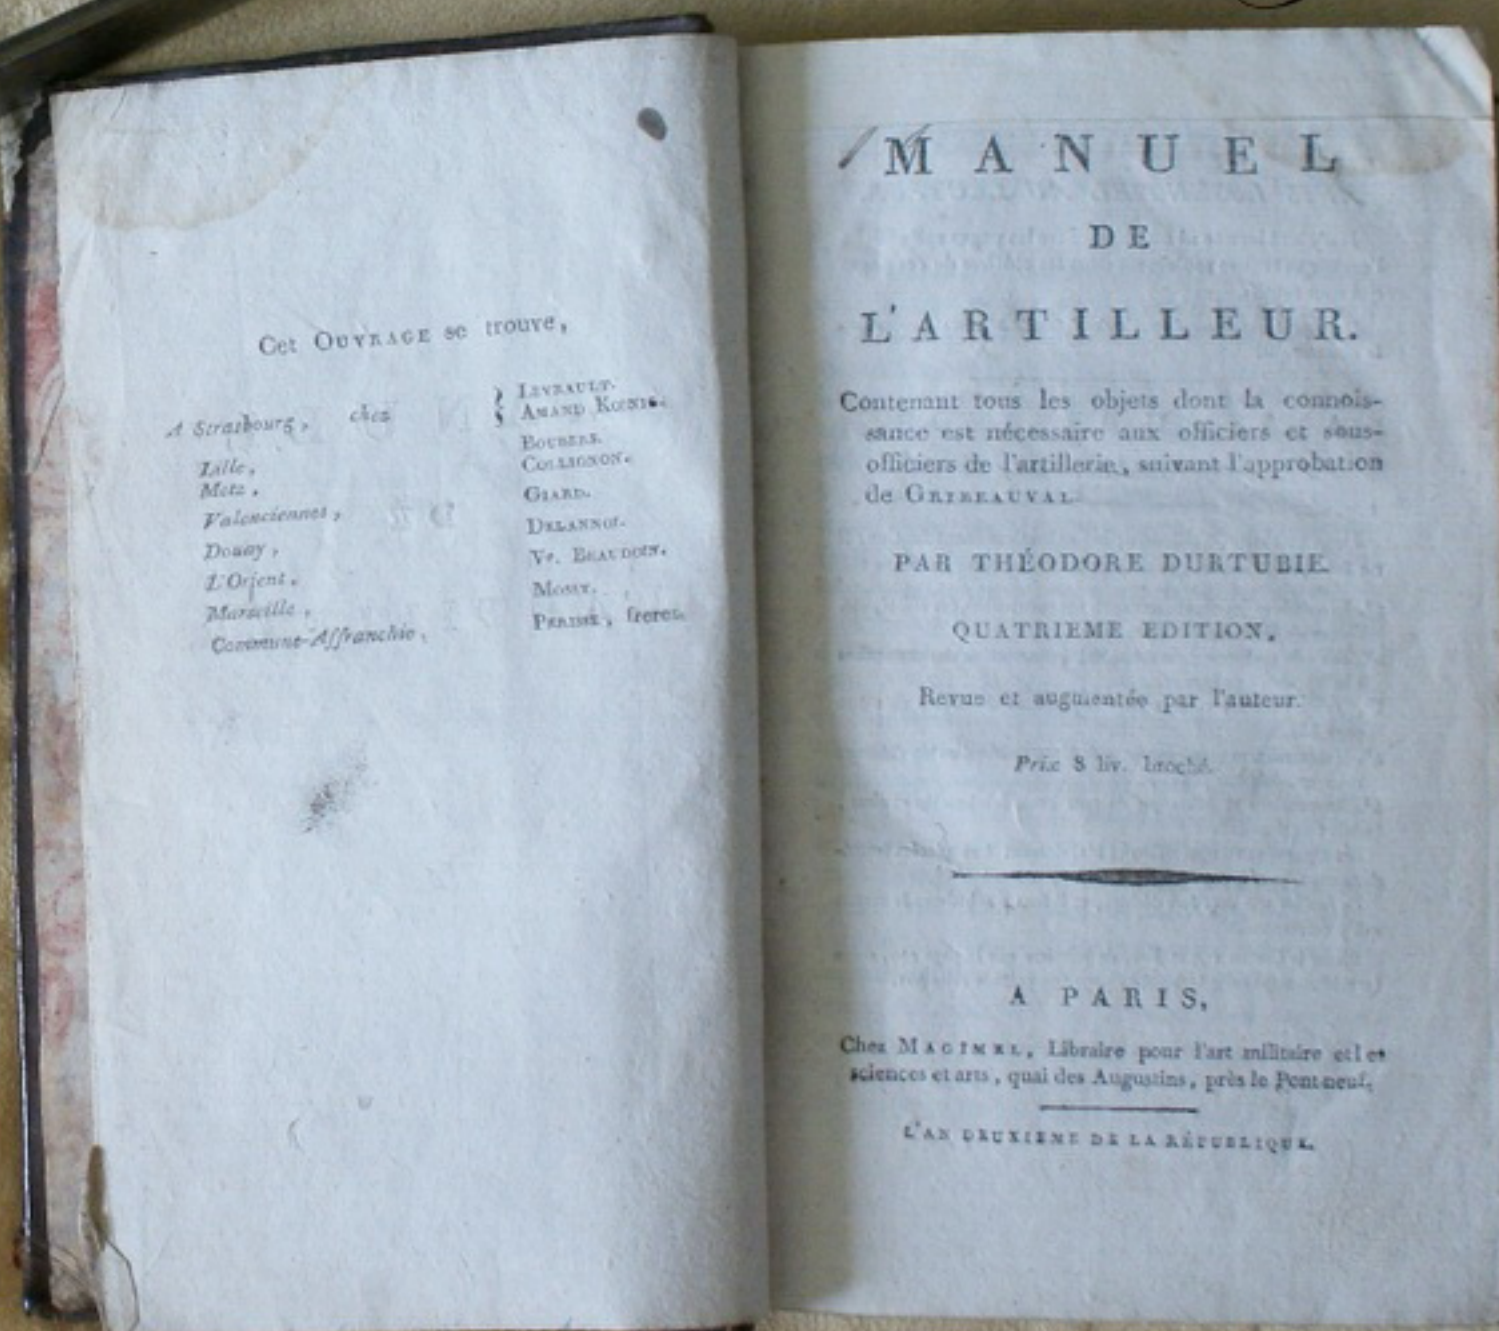 Cet OUVRAGE se trouve,
A Strasbourg, chez { LEVRAULT.
AMAND KOENIG.
Lille, BOUBERS.
Metz, COLLIGNON.
Valenciennes, GIARD.
Douay, DELANNOI.
L'Orient, Ve. BEAUDOIN.
Marseille, MOSSY.
Commune-Affranchie, PERISSE, freres.
MANUEL
DE
L'ARTILLEUR.
Contenant tous les objets dont la connois-
sance est nécessaire aux officiers et sous-
officiers de l'artillerie, suivant l'approbation
de GRIBEAUVAL
PAR THÉODORE DURTUBIE.
QUATRIEME EDITION,
Revue et augmentée par l'auteur.
Prix 8 liv. broché.
A PARIS,
Chez MAGIMEL, Libraire pour l'art militaire et les
sciences et arts, quai des Augustins, près le Pont-neuf.
L'AN DEUXIEME DE LA RÉPUBLIQUE.